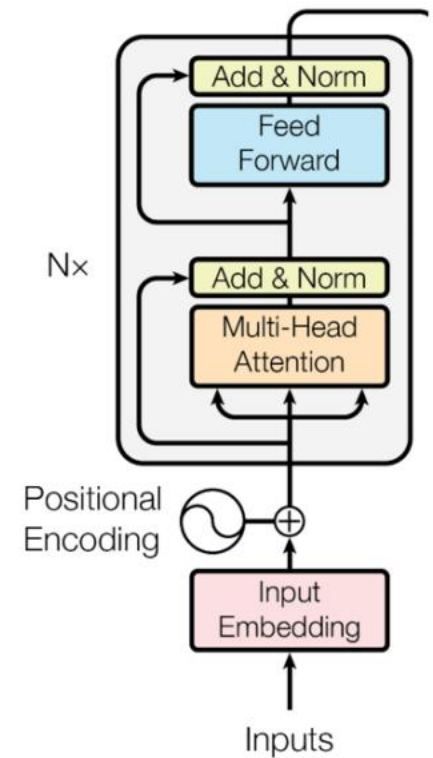 Add & Norm
Feed
Forward
N×
Add & Norm
Multi-Head
Attention
Positional
Encoding
Input
Embedding
Inputs